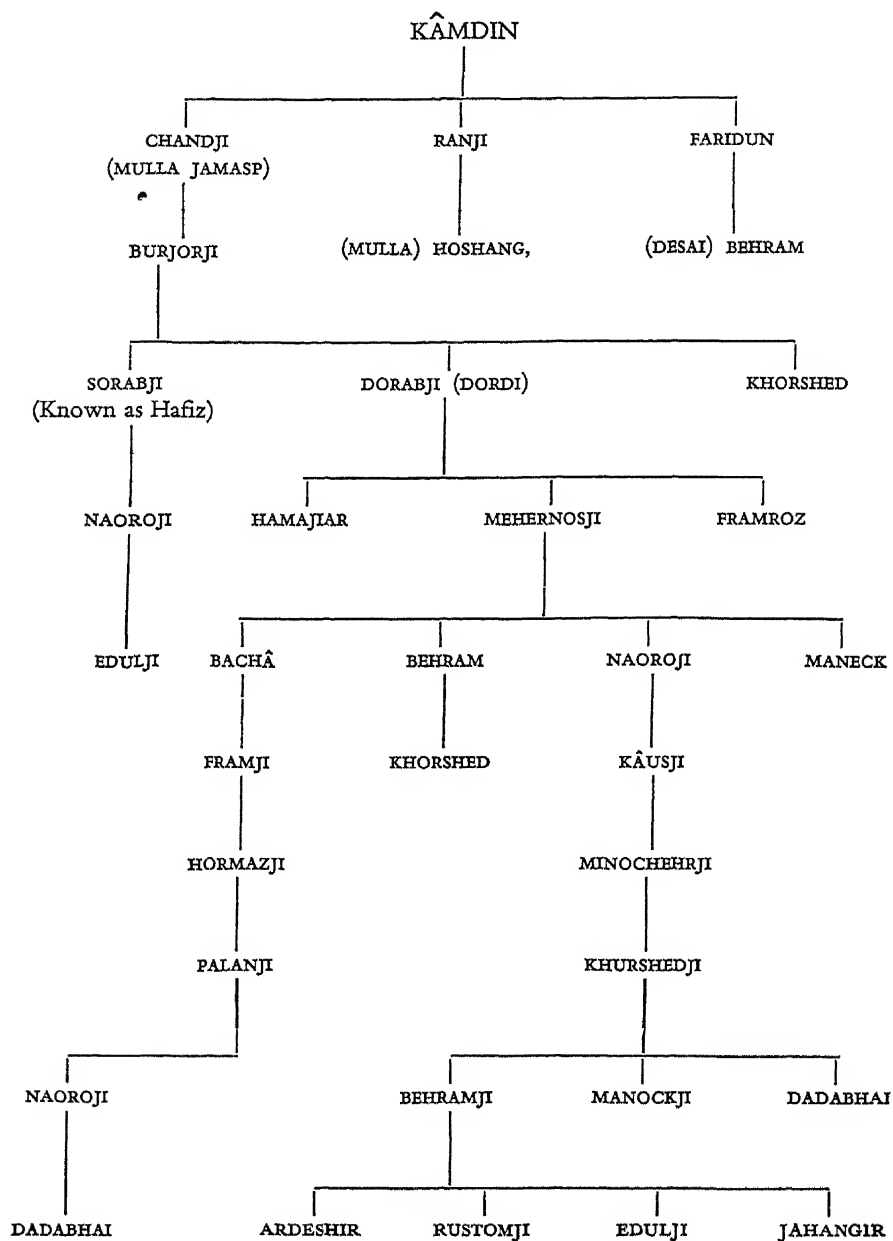 KÂMDIN
CHANDJI RANJI FARIDUN
(MULLA JAMASP)
BURJORJI (MULLA) HOSHANG, (DESAI) BEHRAM
SORABJI DORABJI (DORDI) KHORSHED
(Known as Hafiz)
NAOROJI HAMAJIAR MEHERNOSJI FRAMROZ
EDULJI BACHÂ BEHRAM NAOROJI MANECK
FRAMJI KHORSHED KÂUSJI
HORMAZJI MINOCHEHRJI
PALANJI KHURSHEDJI
NAOROJI BEHRAMJI MANOCKJI DADABHAI
DADABHAI ARDESHIR RUSTOMJI EDULJI JAHANGIR